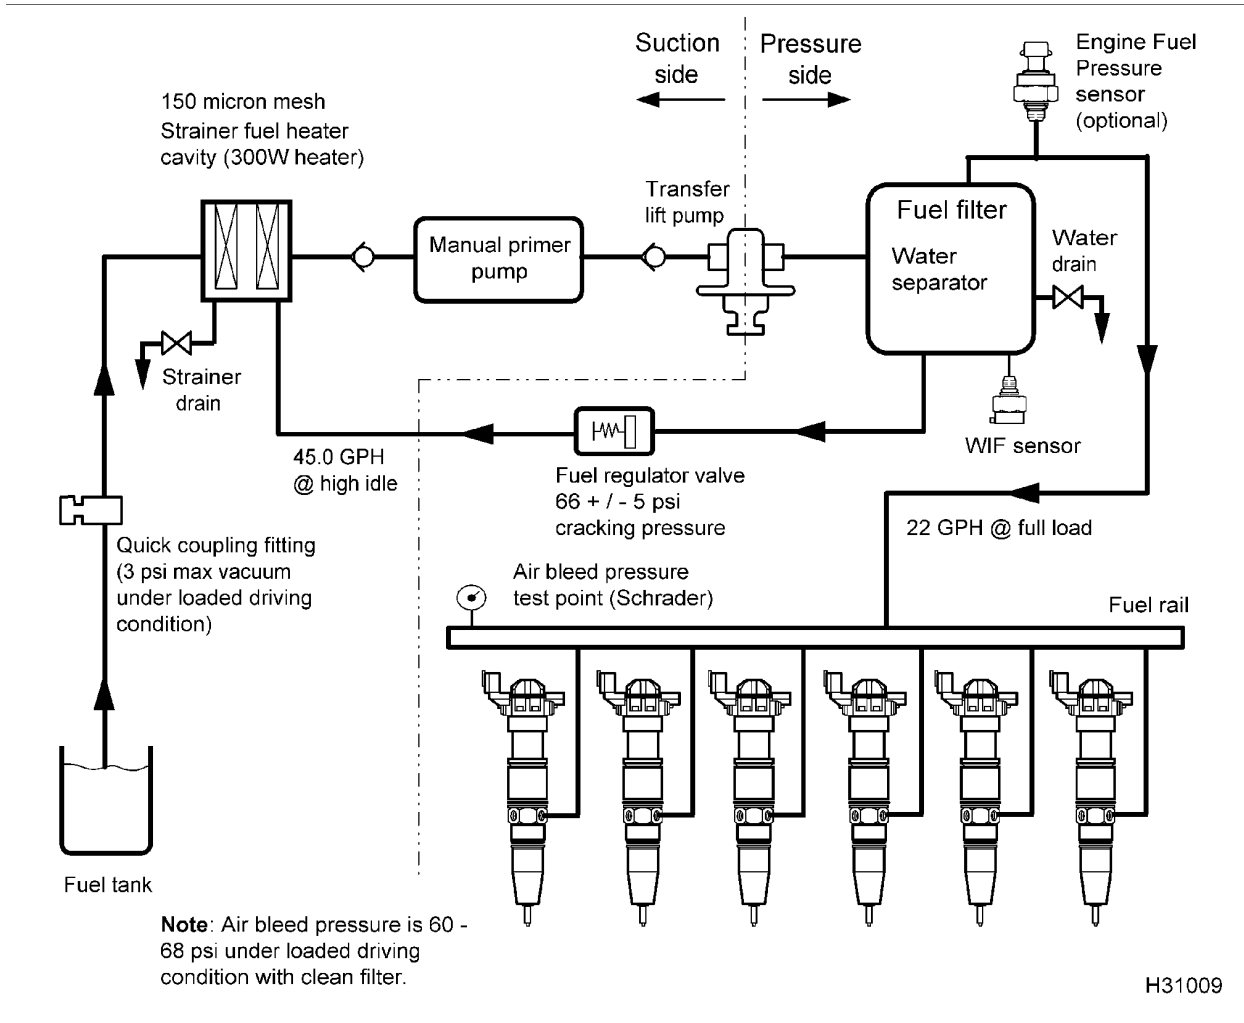 Suction
side
Pressure
side
Engine Fuel
Pressure
sensor
(optional)
150 micron mesh
Strainer fuel heater
cavity (300W heater)
Transfer
lift pump
Manual primer
pump
Fuel filter
Water
separator
Water
drain
Strainer
drain
WIF sensor
45.0 GPH
@ high idle
Fuel regulator valve
66 + / - 5 psi
cracking pressure
22 GPH @ full load
Quick coupling fitting
(3 psi max vacuum
under loaded driving
condition)
Air bleed pressure
test point (Schrader)
Fuel rail
Fuel tank
Note: Air bleed pressure is 60 -
68 psi under loaded driving
condition with clean filter.
H31009